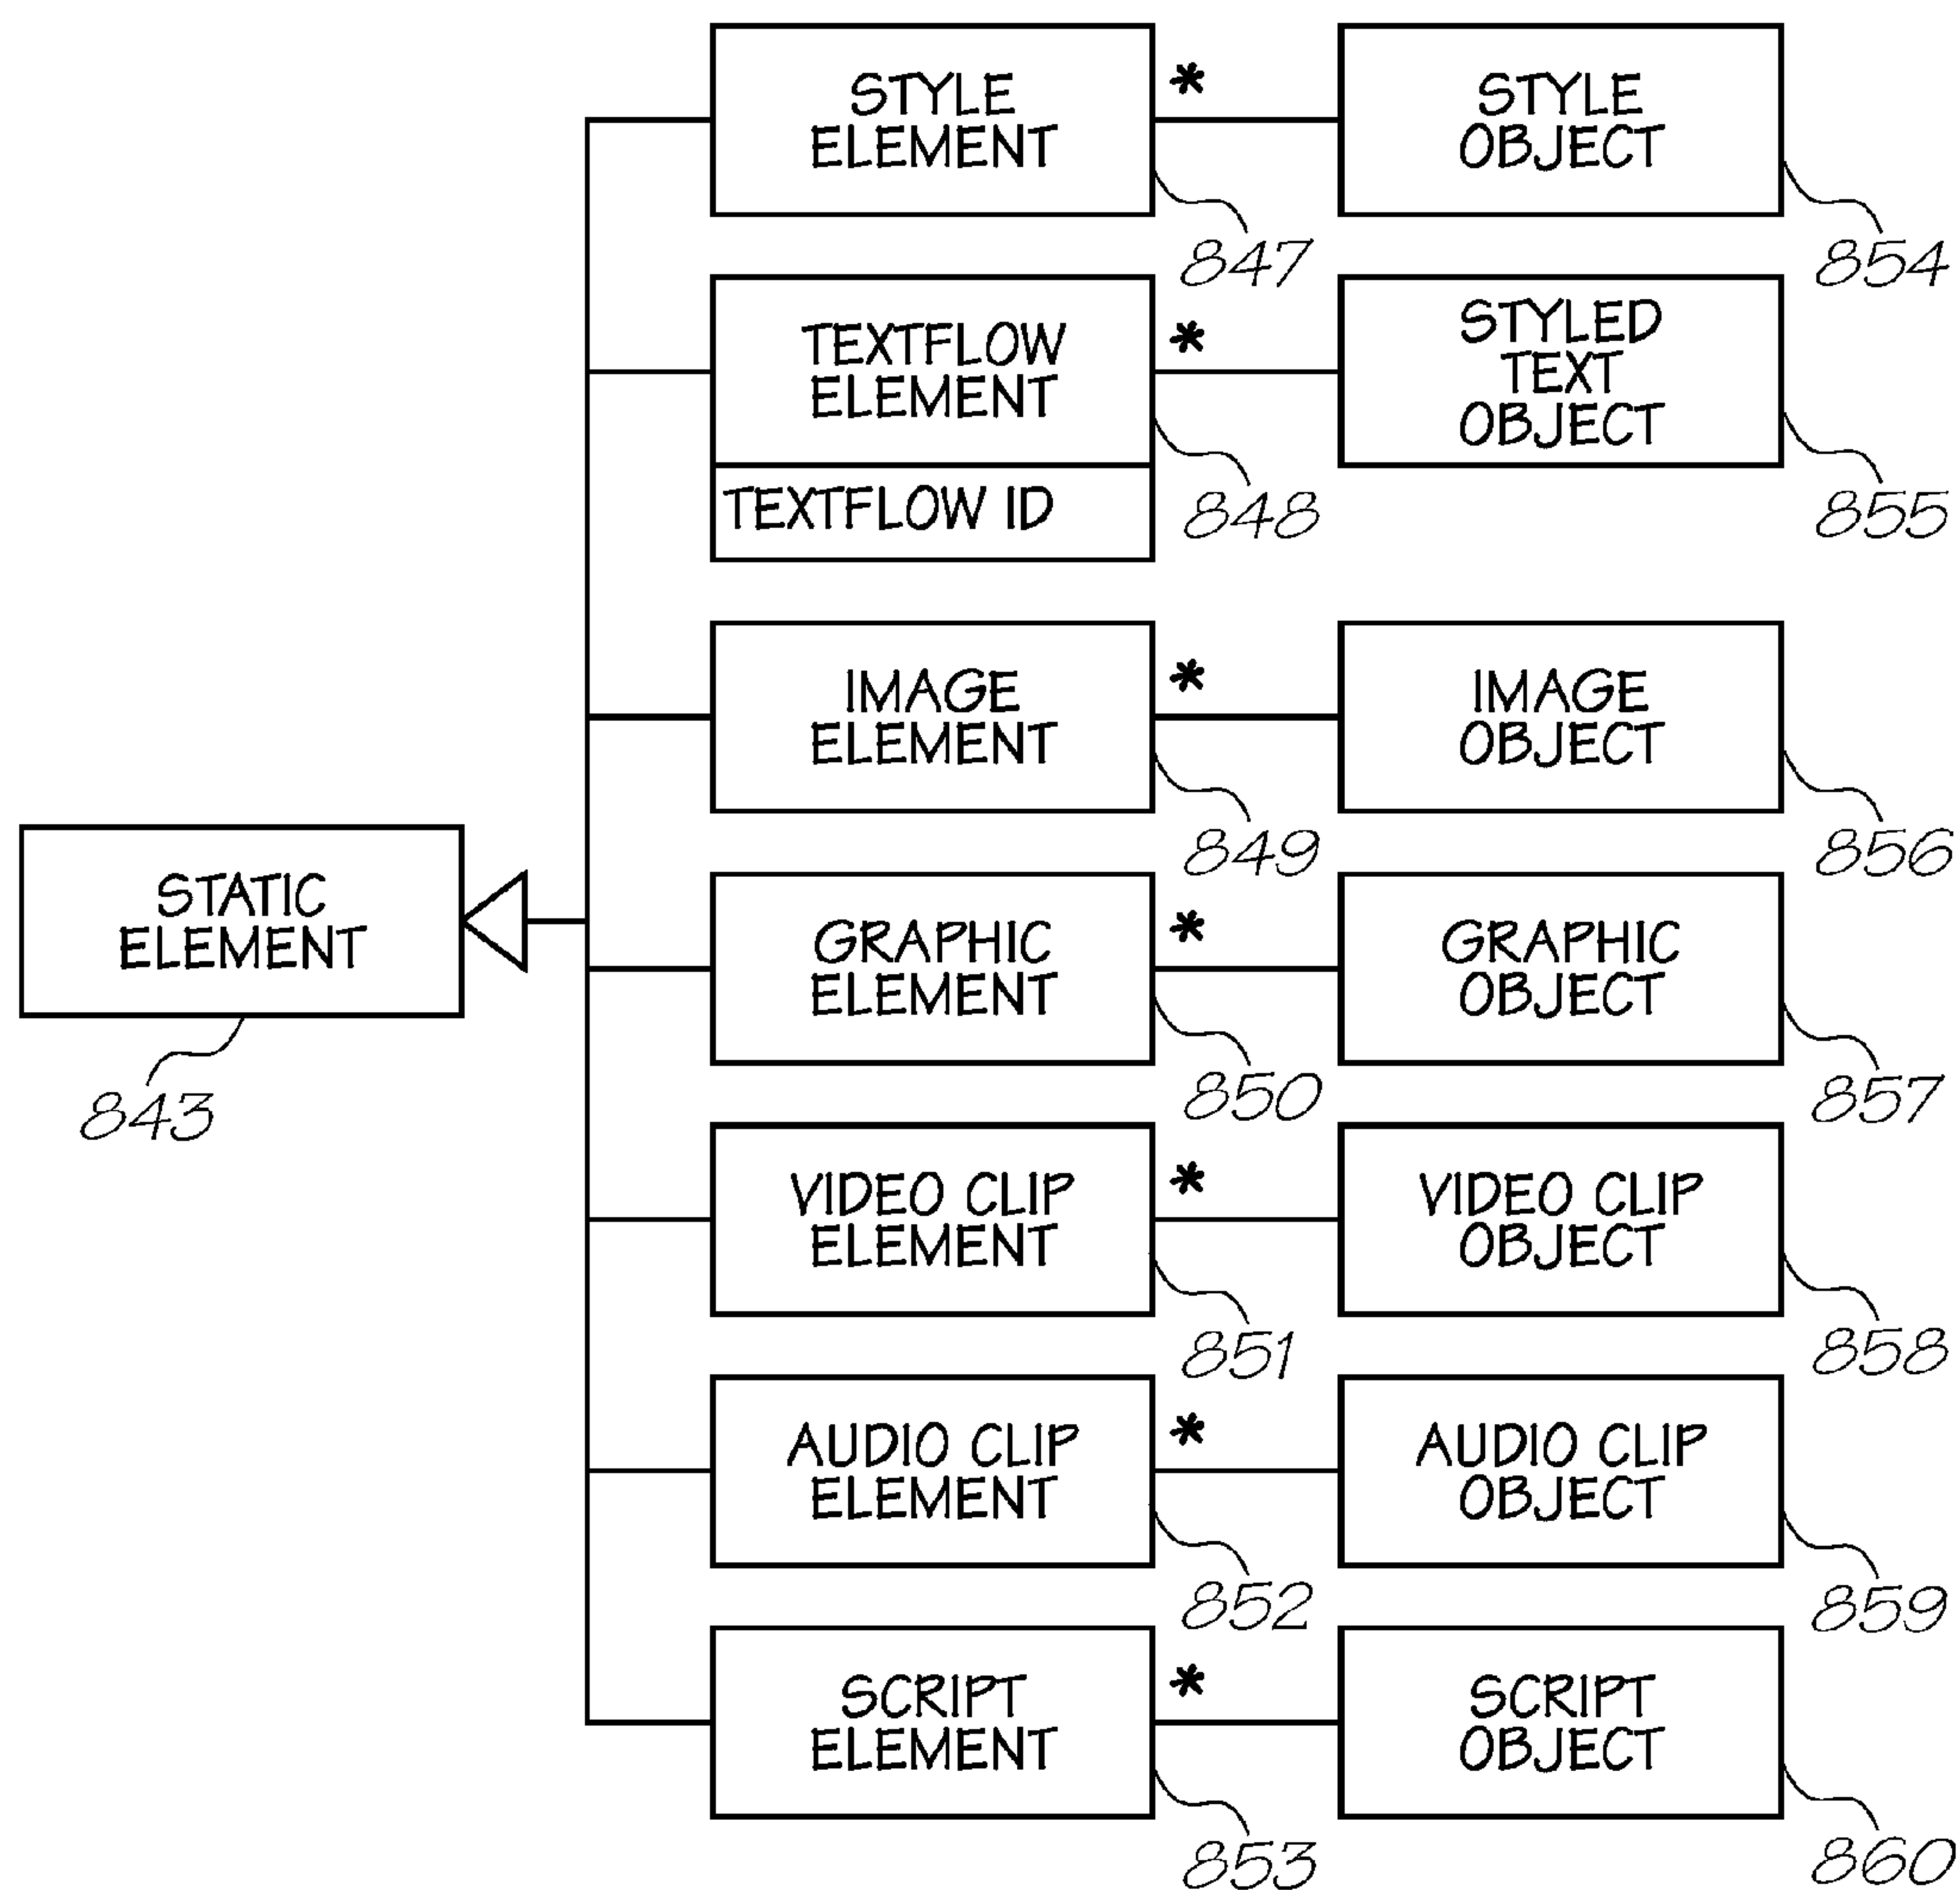 STYLE
ELEMENT
*
STYLE
OBJECT
847
854
TEXTFLOW
ELEMENT
*
STYLED
TEXT
OBJECT
TEXTFLOW ID
848
855
IMAGE
ELEMENT
*
IMAGE
OBJECT
849
856
STATIC
ELEMENT
843
GRAPHIC
ELEMENT
*
GRAPHIC
OBJECT
850
857
VIDEO CLIP
ELEMENT
*
VIDEO CLIP
OBJECT
851
858
AUDIO CLIP
ELEMENT
*
AUDIO CLIP
OBJECT
852
859
SCRIPT
ELEMENT
*
SCRIPT
OBJECT
853
860